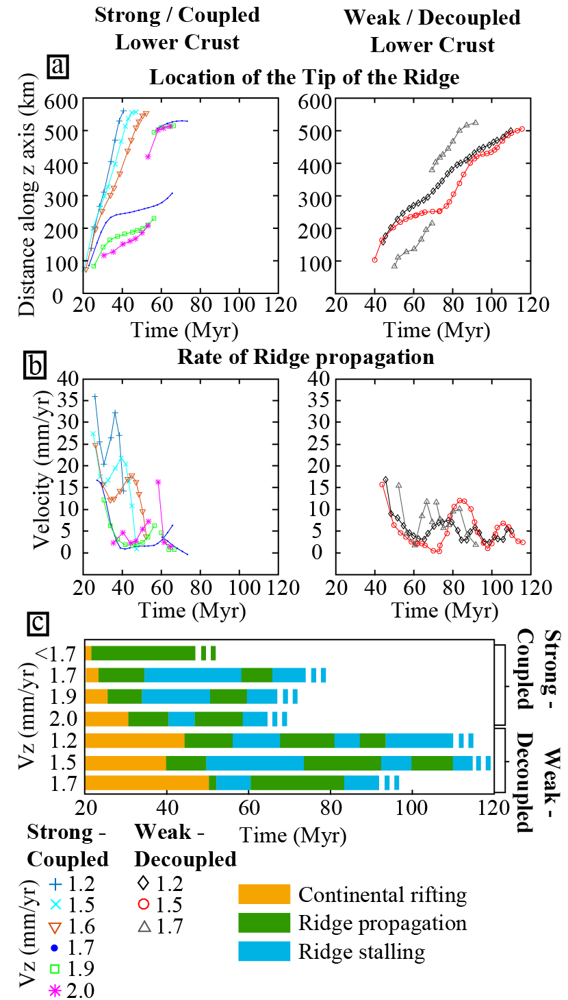 Strong / Coupled
Lower Crust
Weak / Decoupled
Lower Crust
a
Location of the Tip of the Ridge
Distance along z axis (km)
600
500
400
300
200
100
0
20 40 60 80 100 120
Time (Myr)
600
500
400
300
200
100
20 40 60 80 100 120
Time (Myr)
b
Rate of Ridge propagation
Velocity (mm/yr)
40
35
30
25
20
15
10
5
0
20 40 60 80 100 120
Time (Myr)
40
35
30
25
20
15
10
5
0
20 40 60 80 100 120
Time (Myr)
c
Vz (mm/yr)
<1.7
1.7
1.9
2.0
1.2
1.5
1.7
20 40 60 80 100 120
Time (Myr)
Strong -
Coupled
Weak -
Decoupled
Strong -
Coupled
Vz (mm/yr)
1.2
1.5
1.6
1.7
1.9
2.0
Weak -
Decoupled
1.2
1.5
1.7
Continental rifting
Ridge propagation
Ridge stalling